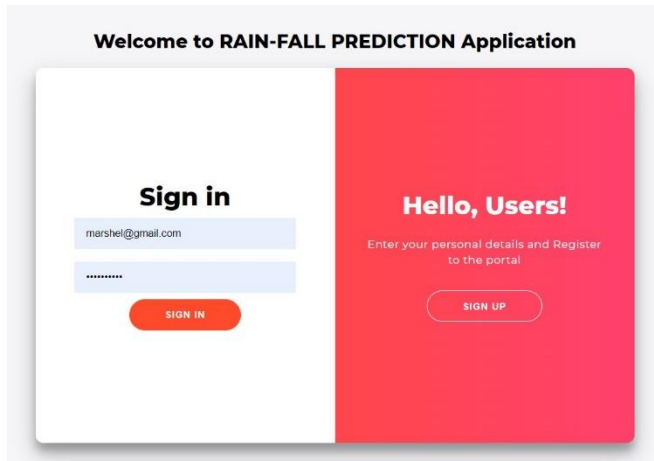 Welcome to RAIN-FALL PREDICTION Application
Sign in
marshel@gmail.com
••••••••••
SIGN IN
Hello, Users!
Enter your personal details and Register
to the portal
SIGN UP